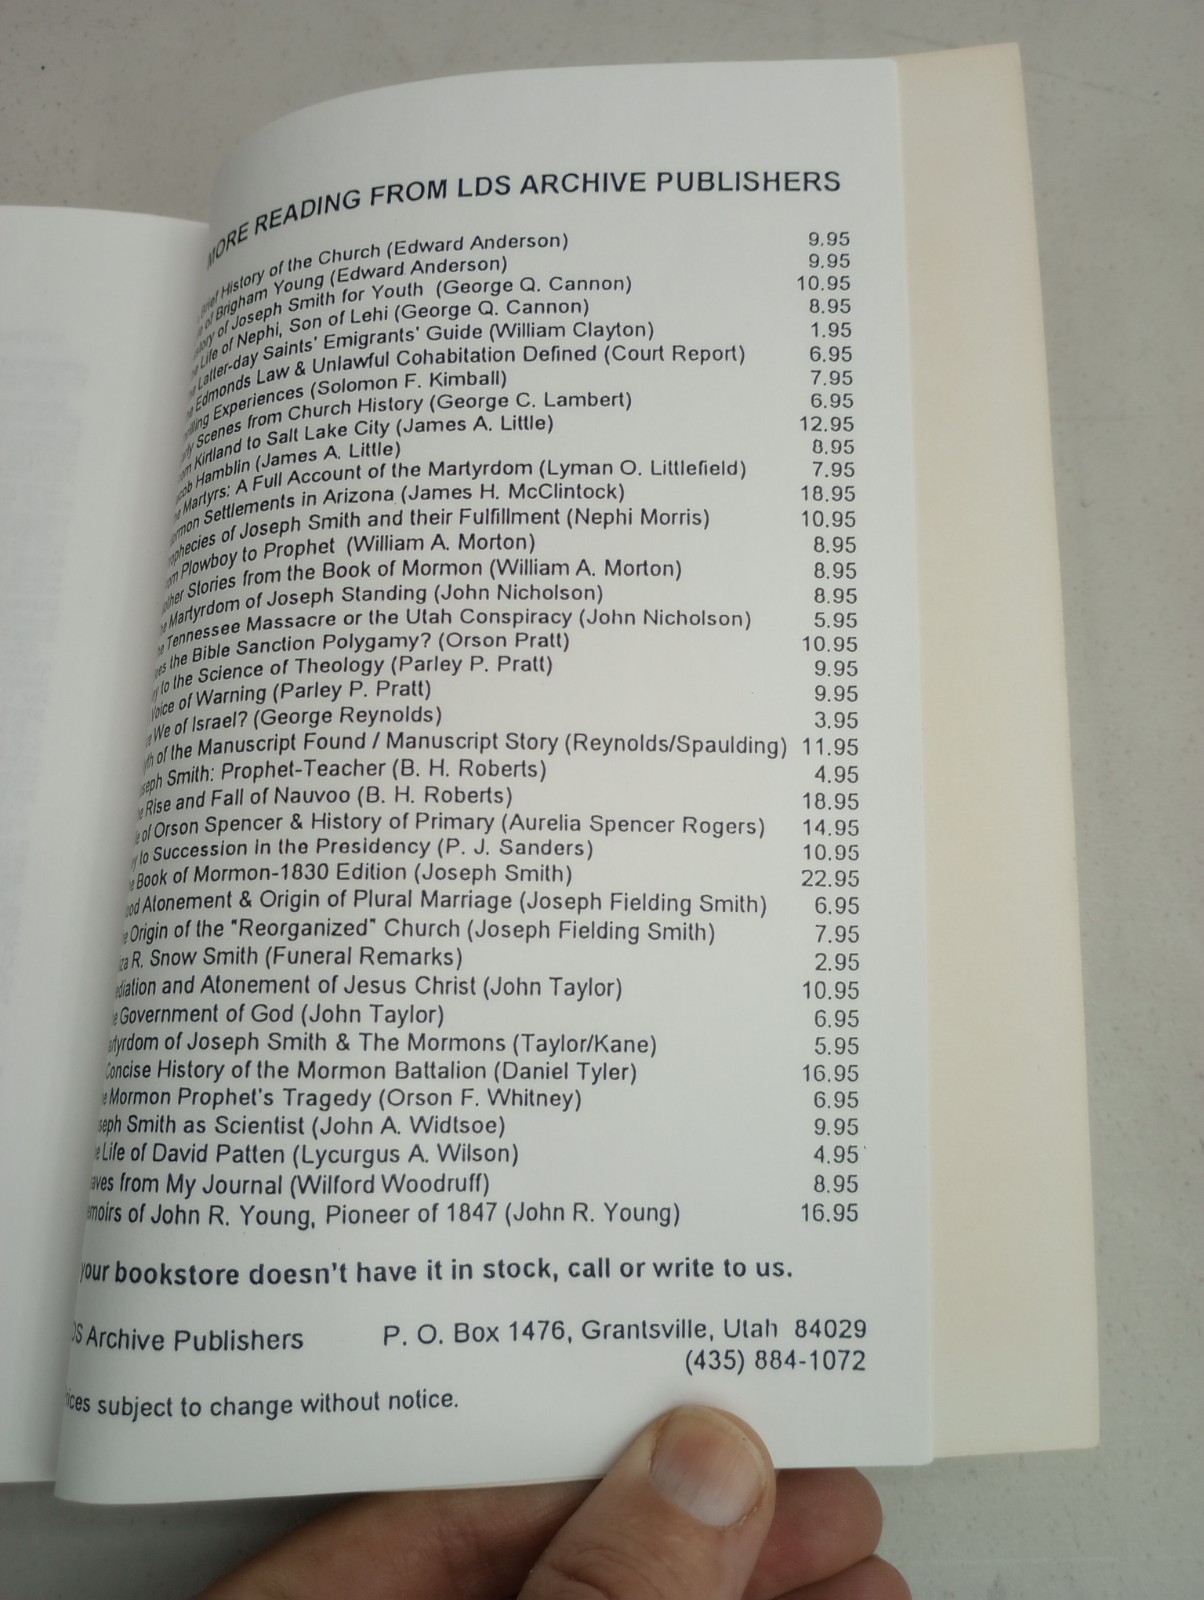 MORE READING FROM LDS ARCHIVE PUBLISHERS
Brief History of the Church (Edward Anderson) 9.95
of Brigham Young (Edward Anderson) 9.95
of Joseph Smith for Youth (George Q. Cannon) 10.95
Life of Nephi, Son of Lehi (George Q. Cannon) 8.95
Latter-day Saints' Emigrants' Guide (William Clayton) 1.95
Edmonds Law & Unlawful Cohabitation Defined (Court Report) 6.95
Experiences (Solomon F. Kimball) 7.95
Scenes from Church History (George C. Lambert) 6.95
Kirtland to Salt Lake City (James A. Little) 12.95
Hamblin (James A. Little) 8.95
Martyrs: A Full Account of the Martyrdom (Lyman O. Littlefield) 7.95
Settlements in Arizona (James H. McClintock) 18.95
of Joseph Smith and their Fulfillment (Nephi Morris) 10.95
Plowboy to Prophet (William A. Morton) 8.95
Stories from the Book of Mormon (William A. Morton) 8.95
Martyrdom of Joseph Standing (John Nicholson) 8.95
Tennessee Massacre or the Utah Conspiracy (John Nicholson) 5.95
the Bible Sanction Polygamy? (Orson Pratt) 10.95
to the Science of Theology (Parley P. Pratt) 9.95
Voice of Warning (Parley P. Pratt) 9.95
We of Israel? (George Reynolds) 3.95
of the Manuscript Found / Manuscript Story (Reynolds/Spaulding) 11.95
Smith: Prophet-Teacher (B. H. Roberts) 4.95
Rise and Fall of Nauvoo (B. H. Roberts) 18.95
of Orson Spencer & History of Primary (Aurelia Spencer Rogers) 14.95
to Succession in the Presidency (P. J. Sanders) 10.95
Book of Mormon-1830 Edition (Joseph Smith) 22.95
Atonement & Origin of Plural Marriage (Joseph Fielding Smith) 6.95
Origin of the "Reorganized" Church (Joseph Fielding Smith) 7.95
R. Snow Smith (Funeral Remarks) 2.95
and Atonement of Jesus Christ (John Taylor) 10.95
Government of God (John Taylor) 6.95
of Joseph Smith & The Mormons (Taylor/Kane) 5.95
Concise History of the Mormon Battalion (Daniel Tyler) 16.95
Mormon Prophet's Tragedy (Orson F. Whitney) 6.95
Smith as Scientist (John A. Widtsoe) 9.95
Life of David Patten (Lycurgus A. Wilson) 4.95
from My Journal (Wilford Woodruff) 8.95
of John R. Young, Pioneer of 1847 (John R. Young) 16.95
your bookstore doesn't have it in stock, call or write to us.
Archive Publishers P. O. Box 1476, Grantsville, Utah 84029
(435) 884-1072
subject to change without notice.